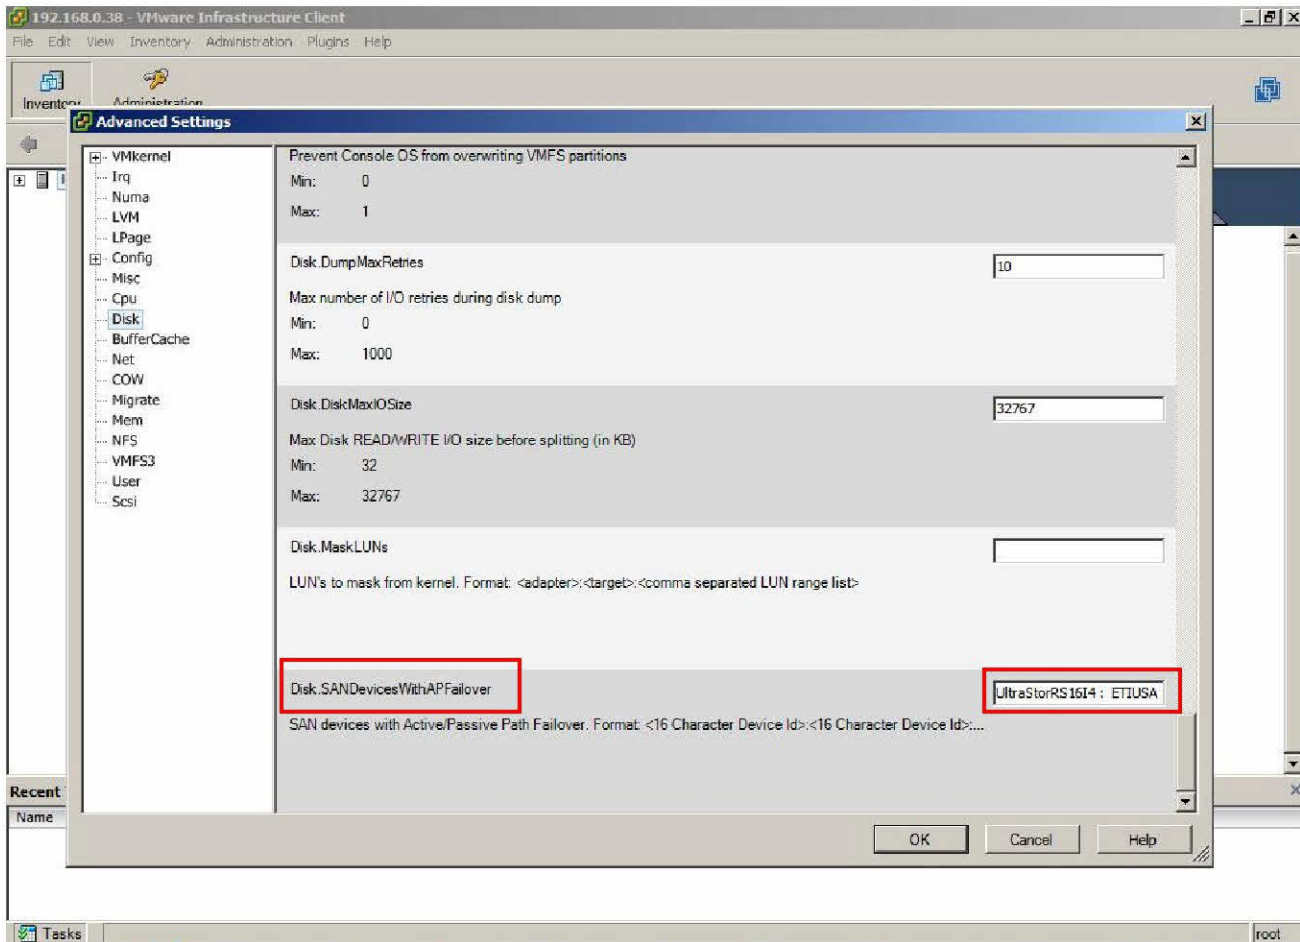 192.168.0.38 - VMware Infrastructure Client
File Edit View Inventory Administration Plugins Help
Inventory Administration
Advanced Settings
VMkernel
Irq
Numa
LVM
LPage
Config
Misc
Cpu
Disk
BufferCache
Net
COW
Migrate
Mem
NFS
VMFS3
User
Scsi
Prevent Console OS from overwriting VMFS partitions
Min: 0
Max: 1
Disk.DumpMaxRetries 10
Max number of I/O retries during disk dump
Min: 0
Max: 1000
Disk.DiskMaxIOSize 32767
Max Disk READ/WRITE I/O size before splitting (in KB)
Min: 32
Max: 32767
Disk.MaskLUNs
LUN's to mask from kernel. Format: <adapter>:<target>:<comma separated LUN range list>
Disk.SANDevicesWithAPFailover UltraStorRS16I4 : ETIUSA
SAN devices with Active/Passive Path Failover. Format: <16 Character Device Id>:<16 Character Device Id>:...
OK Cancel Help
Recent
Name
Tasks root